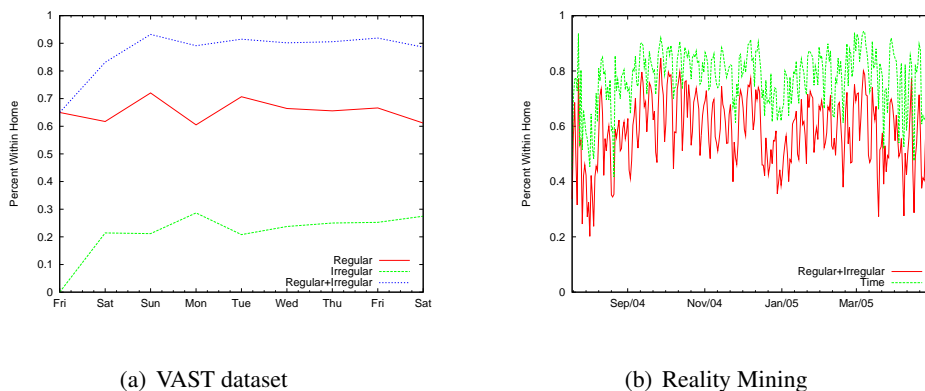 Percent Within Home
1
0.9
0.8
0.7
0.6
0.5
0.4
0.3
0.2
0.1
0
Fri Sat Sun Mon Tue Wed Thu Fri Sat
Regular
Irregular
Regular+Irregular
(a) VAST dataset
Percent Within Home
1
0.8
0.6
0.4
0.2
0
Sep/04 Nov/04 Jan/05 Mar/05
Regular+Irregular
Time
(b) Reality Mining